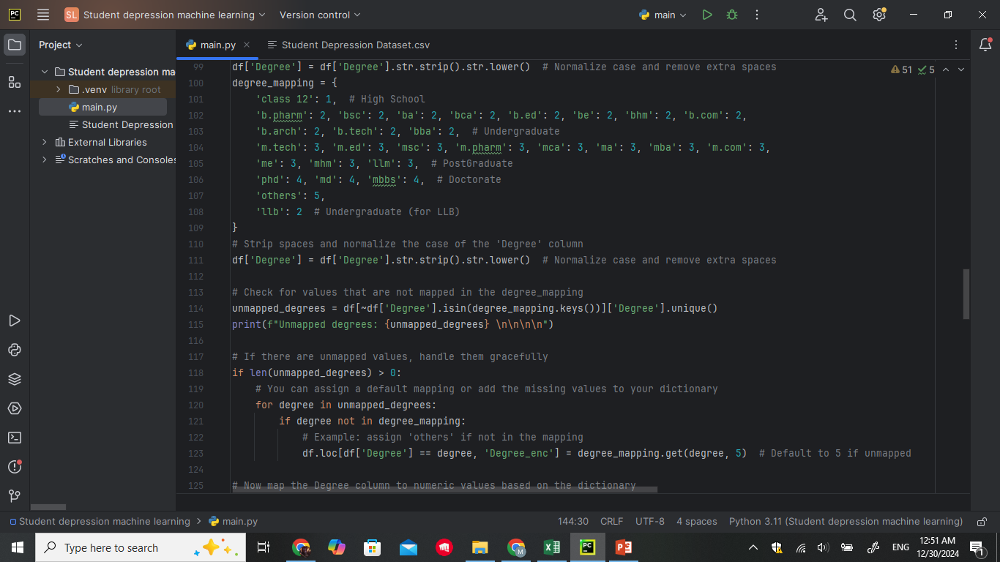 PC
SL Student depression machine learning Version control main
Project
main.py Student Depression Dataset.csv
Student depression ma
.venv library root
main.py
Student Depression
External Libraries
Scratches and Consoles
51 5
99 df['Degree'] = df['Degree'].str.strip().str.lower() # Normalize case and remove extra spaces
100 degree_mapping = {
101 'class 12': 1, # High School
102 'b.pharm': 2, 'bsc': 2, 'ba': 2, 'bca': 2, 'b.ed': 2, 'be': 2, 'bhm': 2, 'b.com': 2,
103 'b.arch': 2, 'b.tech': 2, 'bba': 2, # Undergraduate
104 'm.tech': 3, 'm.ed': 3, 'msc': 3, 'm.pharm': 3, 'mca': 3, 'ma': 3, 'mba': 3, 'm.com': 3,
105 'me': 3, 'mhm': 3, 'llm': 3, # PostGraduate
106 'phd': 4, 'md': 4, 'mbbs': 4, # Doctorate
107 'others': 5,
108 'llb': 2 # Undergraduate (for LLB)
109 }
110 # Strip spaces and normalize the case of the 'Degree' column
111 df['Degree'] = df['Degree'].str.strip().str.lower() # Normalize case and remove extra spaces
112
113 # Check for values that are not mapped in the degree_mapping
114 unmapped_degrees = df[~df['Degree'].isin(degree_mapping.keys())]['Degree'].unique()
115 print(f"Unmapped degrees: {unmapped_degrees} \n\n\n\n")
116
117 # If there are unmapped values, handle them gracefully
118 if len(unmapped_degrees) > 0:
119 # You can assign a default mapping or add the missing values to your dictionary
120 for degree in unmapped_degrees:
121 if degree not in degree_mapping:
122 # Example: assign 'others' if not in the mapping
123 df.loc[df['Degree'] == degree, 'Degree_enc'] = degree_mapping.get(degree, 5) # Default to 5 if unmapped
124
125 # Now map the Degree column to numeric values based on the dictionary
Student depression machine learning > main.py
144:30 CRLF UTF-8 4 spaces Python 3.11 (Student depression machine learning)
Type here to search
ENG
12:51 AM
12/30/2024
1